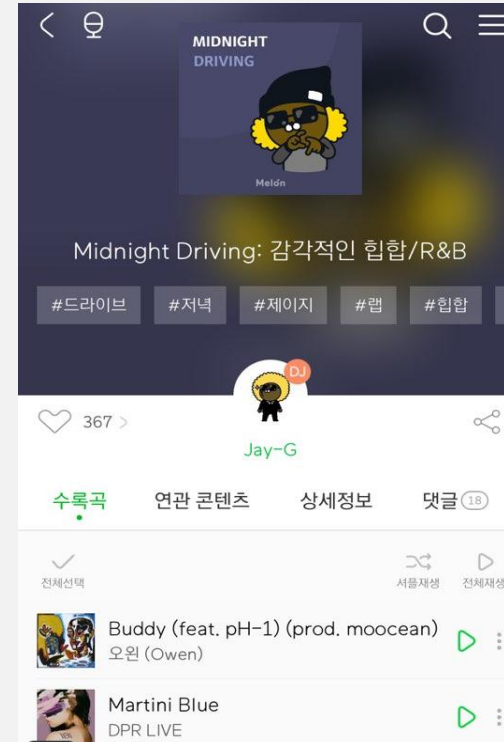 MIDNIGHT
DRIVING
Melon
Midnight Driving: 감각적인 힙합/R&B
#드라이브 #저녁 #제이지 #랩 #힙합
DJ
367
Jay-G
수록곡 연관 콘텐츠 상세정보 댓글 18
전체선택 셔플재생 전체재생
Buddy (feat. pH-1) (prod. moocean)
오왼 (Owen)
Martini Blue
DPR LIVE